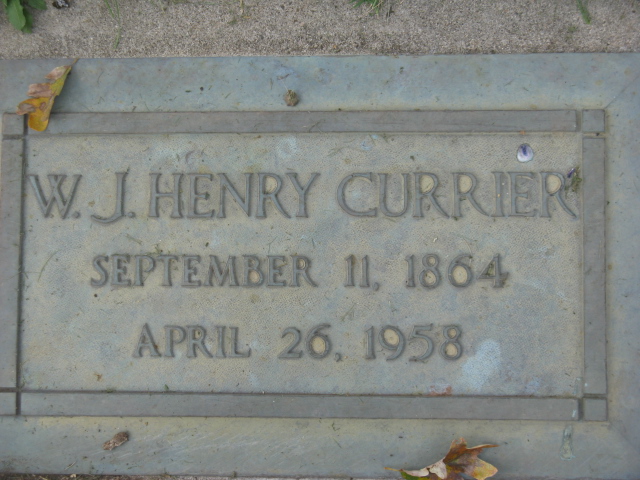 W. J. HENRY CURRIER
SEPTEMBER 11, 1864
APRIL 26, 1958